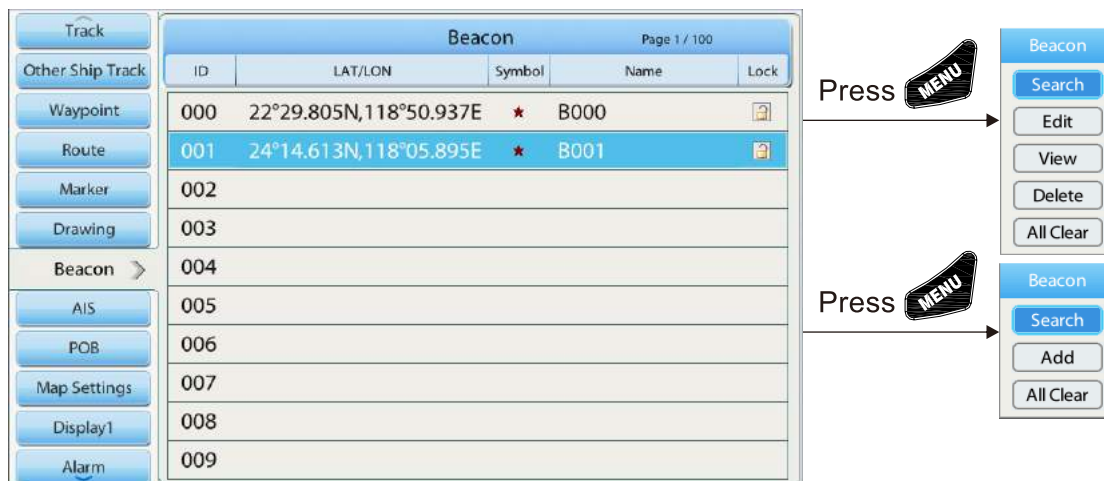 Track
Other Ship Track
Waypoint
Route
Marker
Drawing
Beacon
AIS
POB
Map Settings
Display1
Alarm
Beacon Page 1 / 100
ID LAT/LON Symbol Name Lock
000 22°29.805N,118°50.937E ★ B000
001 24°14.613N,118°05.895E ★ B001
002
003
004
005
006
007
008
009
Press MENU
Beacon
Search
Edit
View
Delete
All Clear
Press MENU
Beacon
Search
Add
All Clear